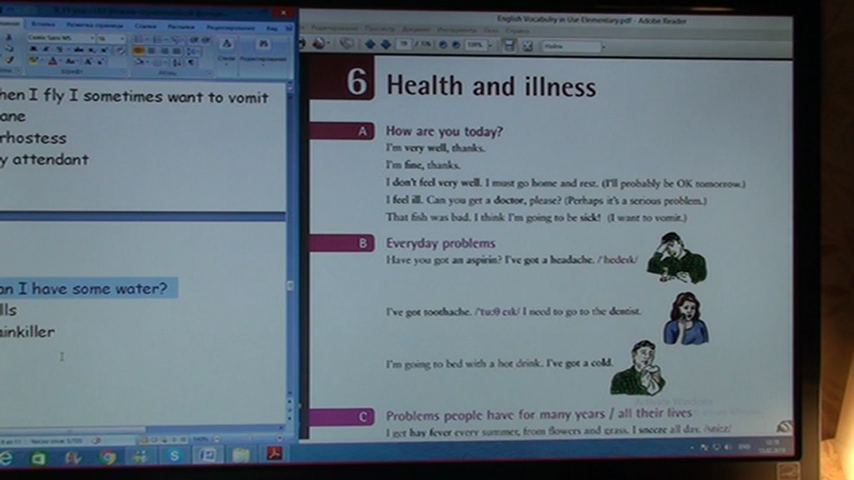 English Vocabulry in Use Elementary.pdf - Adobe Reader
hen I fly I sometimes want to vomit
ane
rhostess
y attendant
an I have some water?
lls
ainkiller
6 Health and illness
A How are you today?
I'm very well, thanks.
I'm fine, thanks.
I don't feel very well. I must go home and rest. (I'll probably be OK tomorrow.)
I feel ill. Can you get a doctor, please? (Perhaps it's a serious problem.)
That fish was bad. I think I'm going to be sick! (I want to vomit.)
B Everyday problems
Have you got an aspirin? I've got a headache. /ˈhedeɪk/
I've got toothache. /ˈtuːθ eɪk/ I need to go to the dentist.
I'm going to bed with a hot drink. I've got a cold.
C Problems people have for many years / all their lives
I get hay fever every summer, from flowers and grass. I sneeze all day. /sniːz/